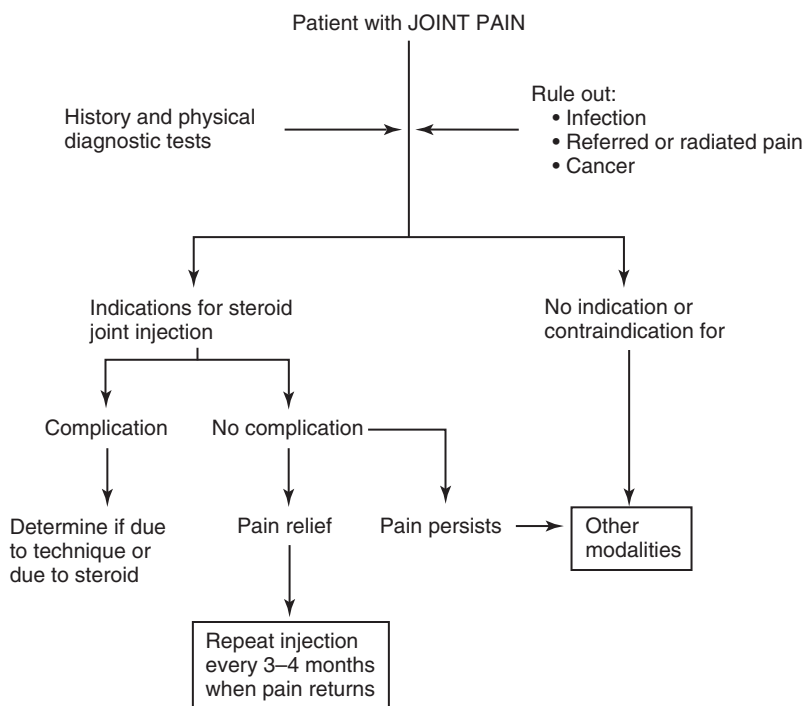 Patient with JOINT PAIN
History and physical
diagnostic tests
Rule out:
• Infection
• Referred or radiated pain
• Cancer
Indications for steroid
joint injection
No indication or
contraindication for
Complication
No complication
Determine if due
to technique or
due to steroid
Pain relief
Pain persists
Other
modalities
Repeat injection
every 3–4 months
when pain returns